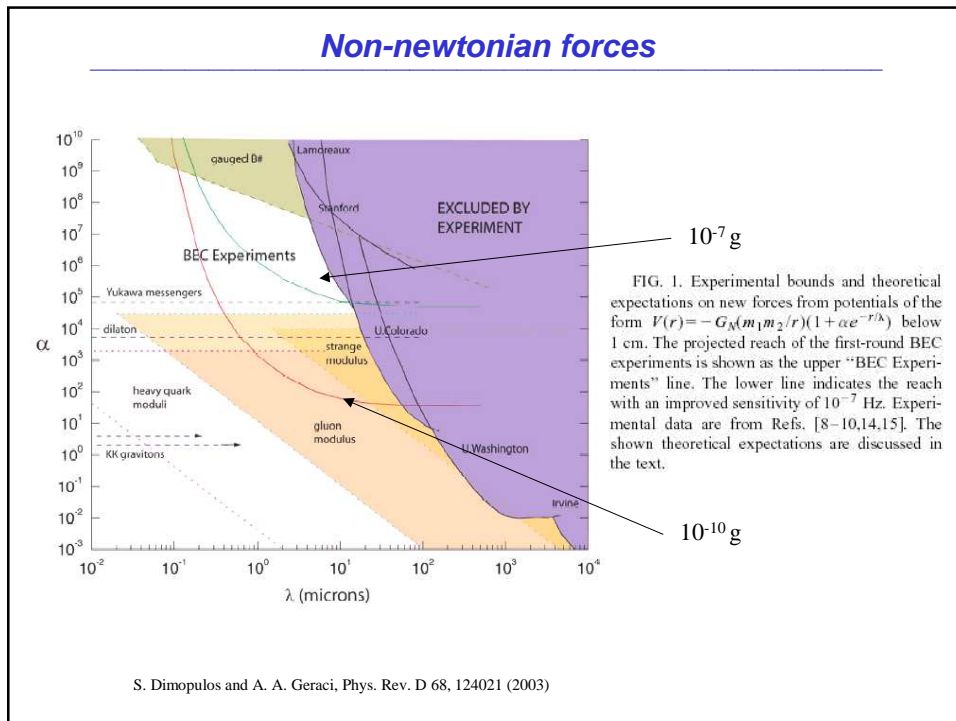 Non-newtonian forces
10^10
10^9
10^8
10^7
10^6
10^5
10^4
10^3
10^2
10^1
10^0
10^-1
10^-2
10^-3
α
gauged B#
Lamoreaux
Stanford
EXCLUDED BY
EXPERIMENT
BEC Experiments
Yukawa messengers
dilaton
U.Colorado
strange
modulus
heavy quark
moduli
gluon
modulus
KK gravitons
U.Washington
Irvine
10^-2
10^-1
10^0
10^1
10^2
10^3
10^4
λ (microns)
10^-7 g
10^-10 g
FIG. 1. Experimental bounds and theoretical
expectations on new forces from potentials of the
form V(r)=−G_N(m_1m_2/r)(1+αe^−r/λ) below
1 cm. The projected reach of the first-round BEC
experiments is shown as the upper “BEC Experi-
ments” line. The lower line indicates the reach
with an improved sensitivity of 10^−7 Hz. Experi-
mental data are from Refs. [8–10,14,15]. The
shown theoretical expectations are discussed in
the text.
S. Dimopulos and A. A. Geraci, Phys. Rev. D 68, 124021 (2003)